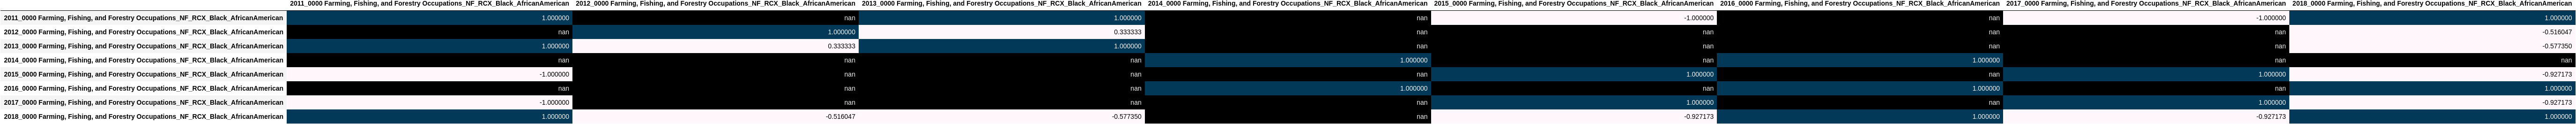 2011_0000 Farming, Fishing, and Forestry Occupations_NF_RCX_Black_AfricanAmerican 2012_0000 Farming, Fishing, and Forestry Occupations_NF_RCX_Black_AfricanAmerican 2013_0000 Farming, Fishing, and Forestry Occupations_NF_RCX_Black_AfricanAmerican 2014_0000 Farming, Fishing, and Forestry Occupations_NF_RCX_Black_AfricanAmerican 2015_0000 Farming, Fishing, and Forestry Occupations_NF_RCX_Black_AfricanAmerican 2016_0000 Farming, Fishing, and Forestry Occupations_NF_RCX_Black_AfricanAmerican 2017_0000 Farming, Fishing, and Forestry Occupations_NF_RCX_Black_AfricanAmerican 2018_0000 Farming, Fishing, and Forestry Occupations_NF_RCX_Black_AfricanAmerican
2011_0000 Farming, Fishing, and Forestry Occupations_NF_RCX_Black_AfricanAmerican 1.000000 nan 1.000000 nan -1.000000 nan -1.000000 1.000000
2012_0000 Farming, Fishing, and Forestry Occupations_NF_RCX_Black_AfricanAmerican nan 1.000000 0.333333 nan nan nan nan -0.516047
2013_0000 Farming, Fishing, and Forestry Occupations_NF_RCX_Black_AfricanAmerican 1.000000 0.333333 1.000000 nan nan nan nan -0.577350
2014_0000 Farming, Fishing, and Forestry Occupations_NF_RCX_Black_AfricanAmerican nan nan nan 1.000000 nan 1.000000 nan nan
2015_0000 Farming, Fishing, and Forestry Occupations_NF_RCX_Black_AfricanAmerican -1.000000 nan nan nan 1.000000 nan 1.000000 -0.927173
2016_0000 Farming, Fishing, and Forestry Occupations_NF_RCX_Black_AfricanAmerican nan nan nan 1.000000 nan 1.000000 nan 1.000000
2017_0000 Farming, Fishing, and Forestry Occupations_NF_RCX_Black_AfricanAmerican -1.000000 nan nan nan 1.000000 nan 1.000000 -0.927173
2018_0000 Farming, Fishing, and Forestry Occupations_NF_RCX_Black_AfricanAmerican 1.000000 -0.516047 -0.577350 nan -0.927173 1.000000 -0.927173 1.000000